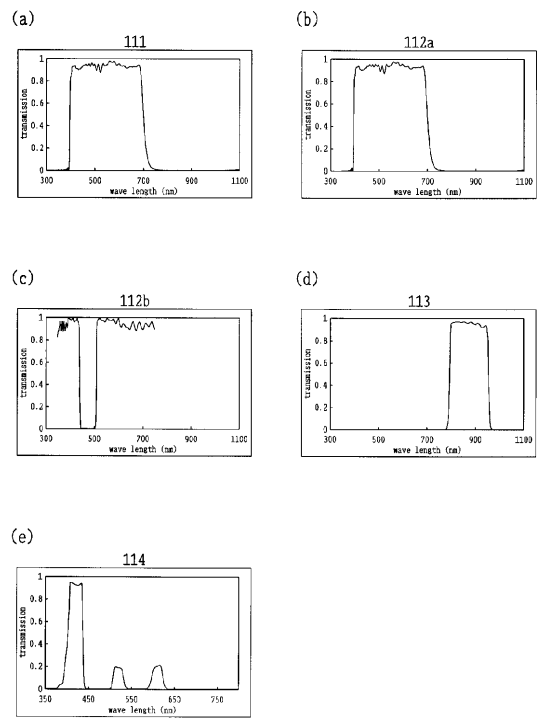 (a)
111
transmission
1
0.8
0.6
0.4
0.2
0
300 500 700 900 1100
wave length (nm)
(b)
112a
transmission
1
0.8
0.6
0.4
0.2
0
300 500 700 900 1100
wave length (nm)
(c)
112b
transmission
1
0.8
0.6
0.4
0.2
0
300 500 700 900 1100
wave length (nm)
(d)
113
transmission
1
0.8
0.6
0.4
0.2
0
300 500 700 900 1100
wave length (nm)
(e)
114
transmission
1
0.8
0.6
0.4
0.2
0
350 450 550 650 750
wave length (nm)